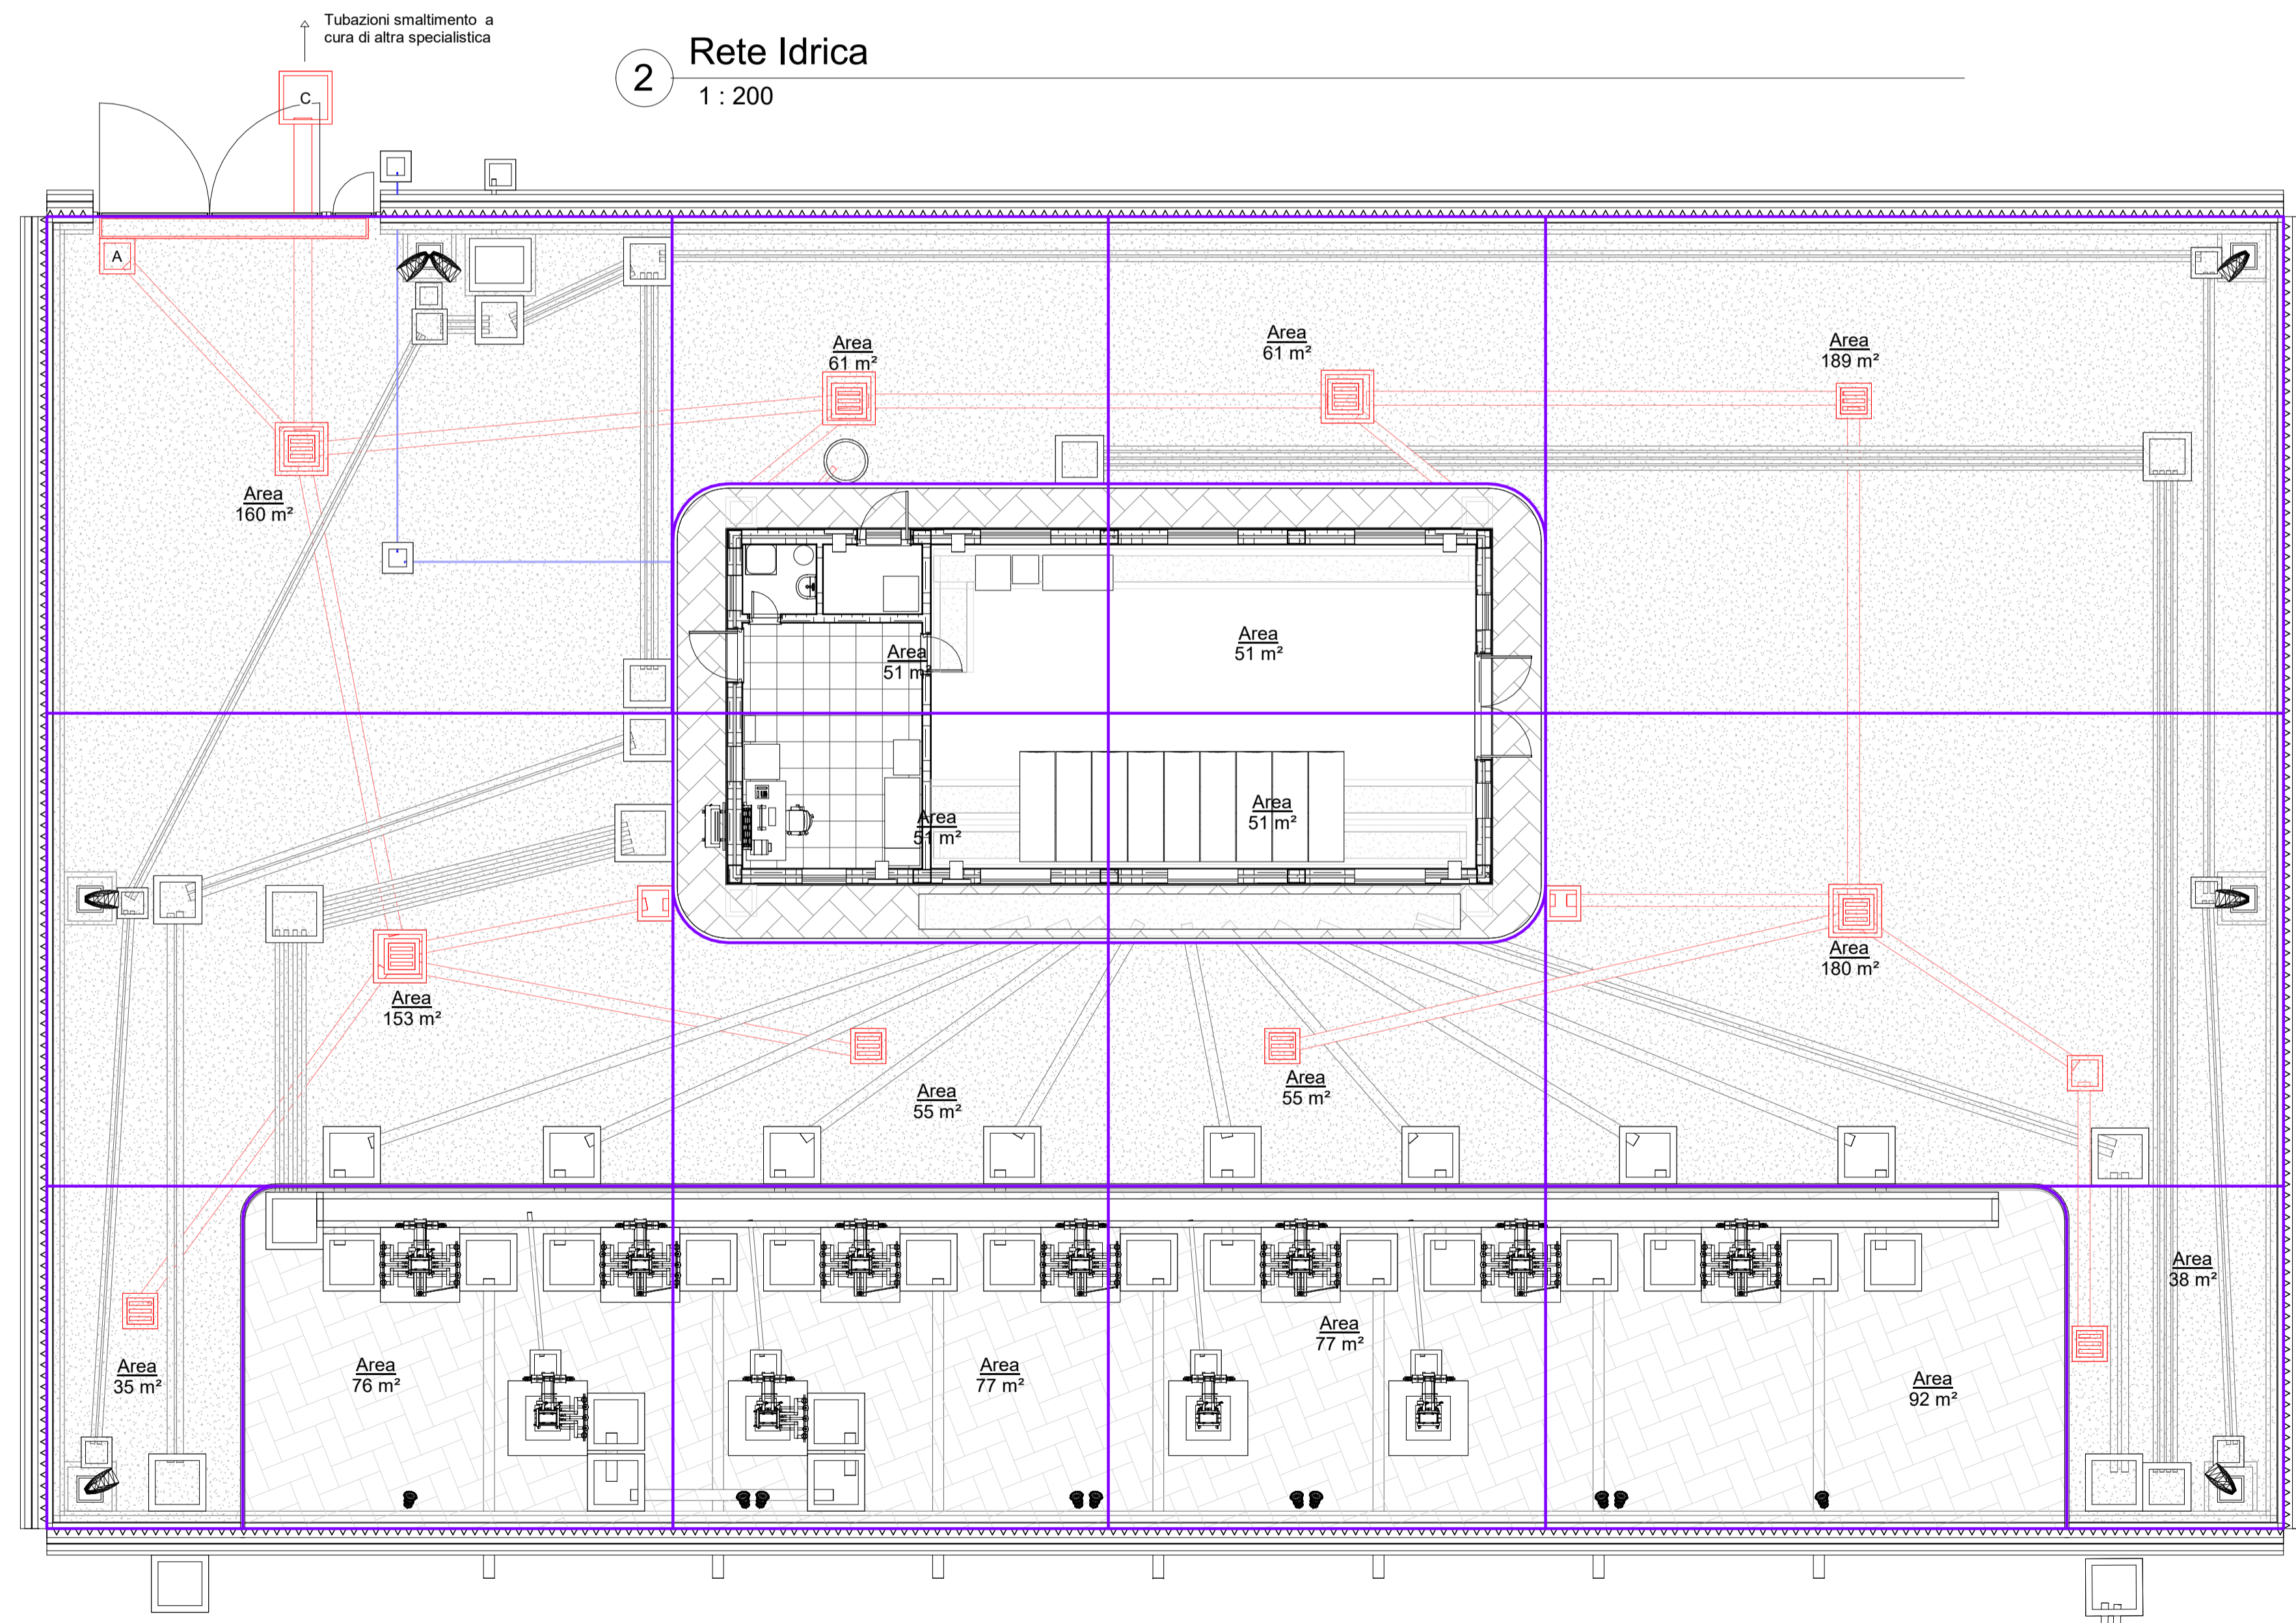 Tubazioni smaltimento a
cura di altra specialistica
2
Rete Idrica
1 : 200
C
A
Area
61 m²
Area
61 m²
Area
189 m²
Area
160 m²
Area
51 m²
Area
51 m²
Area
51 m²
Area
51 m²
Area
153 m²
Area
180 m²
Area
55 m²
Area
55 m²
Area
35 m²
Area
76 m²
Area
77 m²
Area
77 m²
Area
92 m²
Area
38 m²